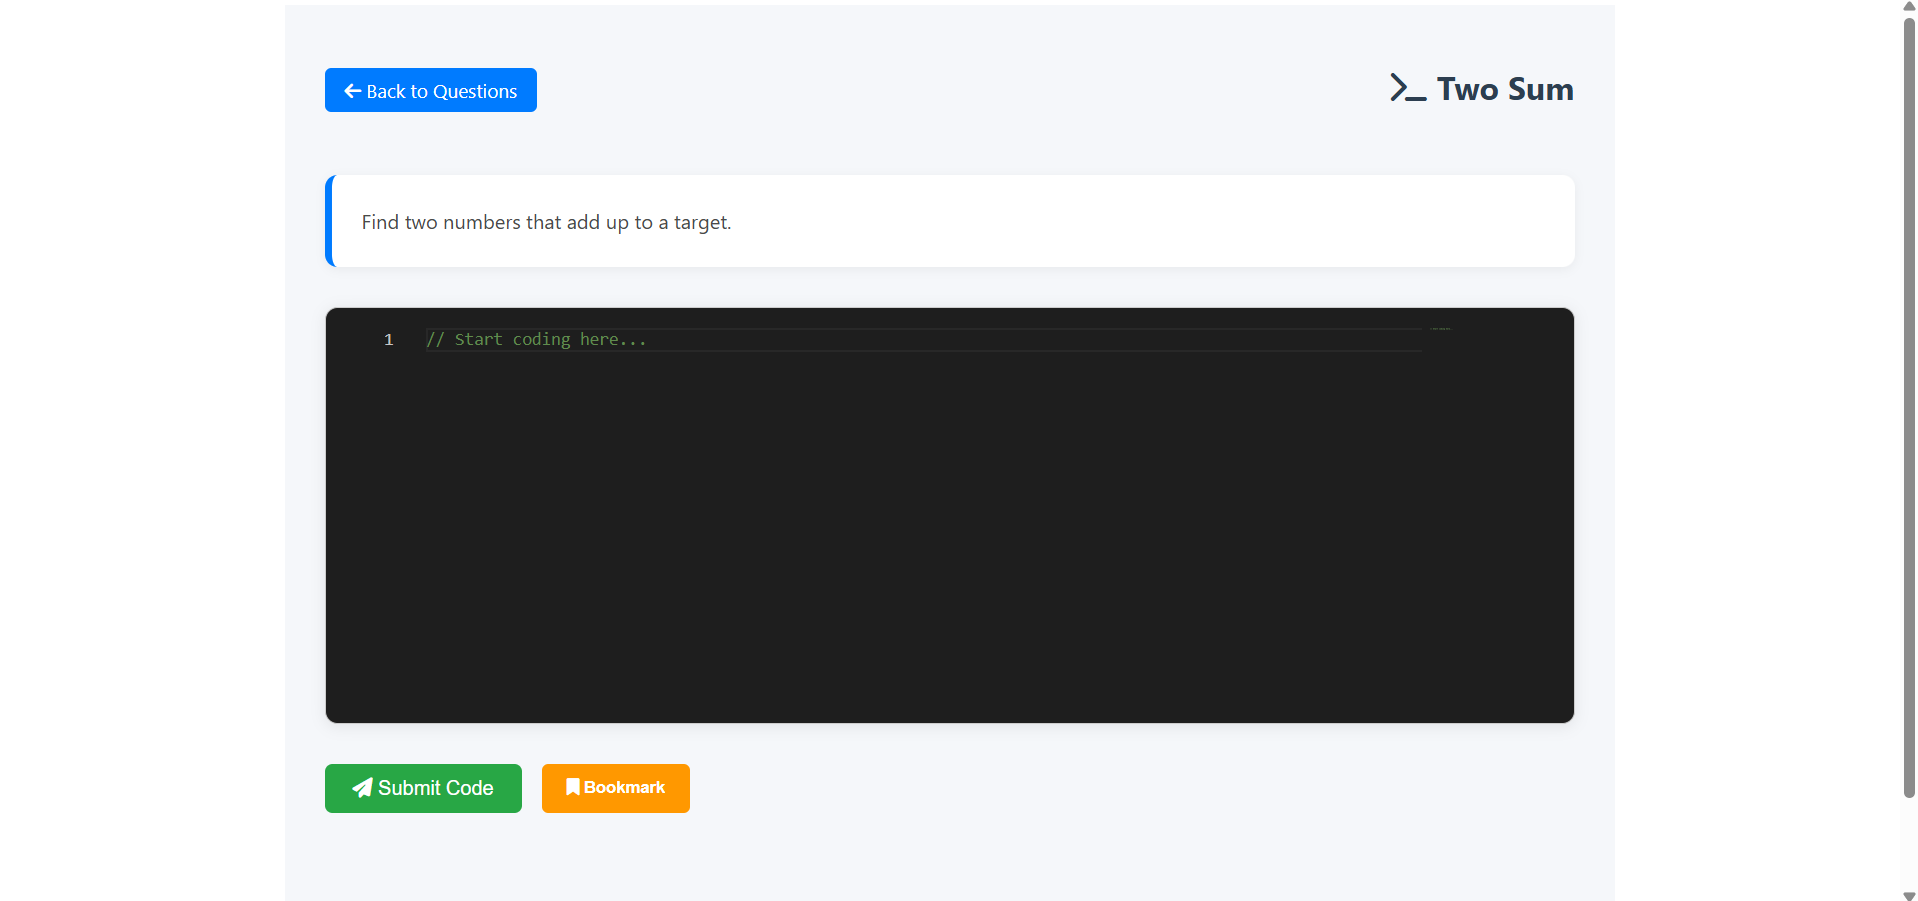 Back to Questions
Two Sum
Find two numbers that add up to a target.
1 // Start coding here...
Submit Code
Bookmark